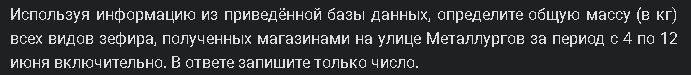 Используя информацию из приведённой базы данных, определите общую массу (в кг)
всех видов зефира, полученных магазинами на улице Металлургов за период с 4 по 12
июня включительно. В ответе запишите только число.